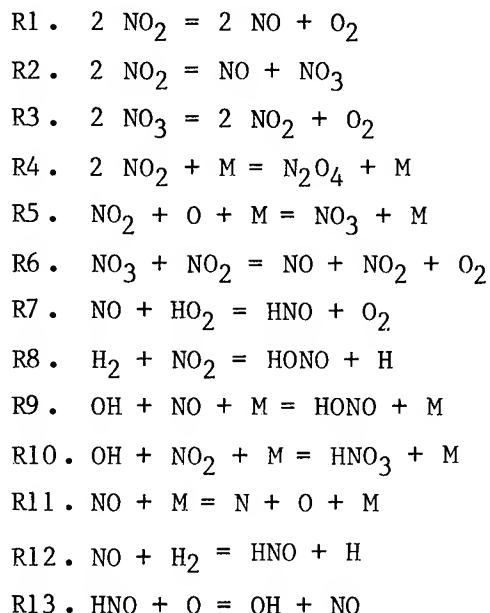 R1. 2 NO₂ = 2 NO + O₂
R2. 2 NO₂ = NO + NO₃
R3. 2 NO₃ = 2 NO₂ + O₂
R4. 2 NO₂ + M = N₂O₄ + M
R5. NO₂ + O + M = NO₃ + M
R6. NO₃ + NO₂ = NO + NO₂ + O₂
R7. NO + HO₂ = HNO + O₂
R8. H₂ + NO₂ = HONO + H
R9. OH + NO + M = HONO + M
R10. OH + NO₂ + M = HNO₃ + M
R11. NO + M = N + O + M
R12. NO + H₂ = HNO + H
R13. HNO + O = OH + NO